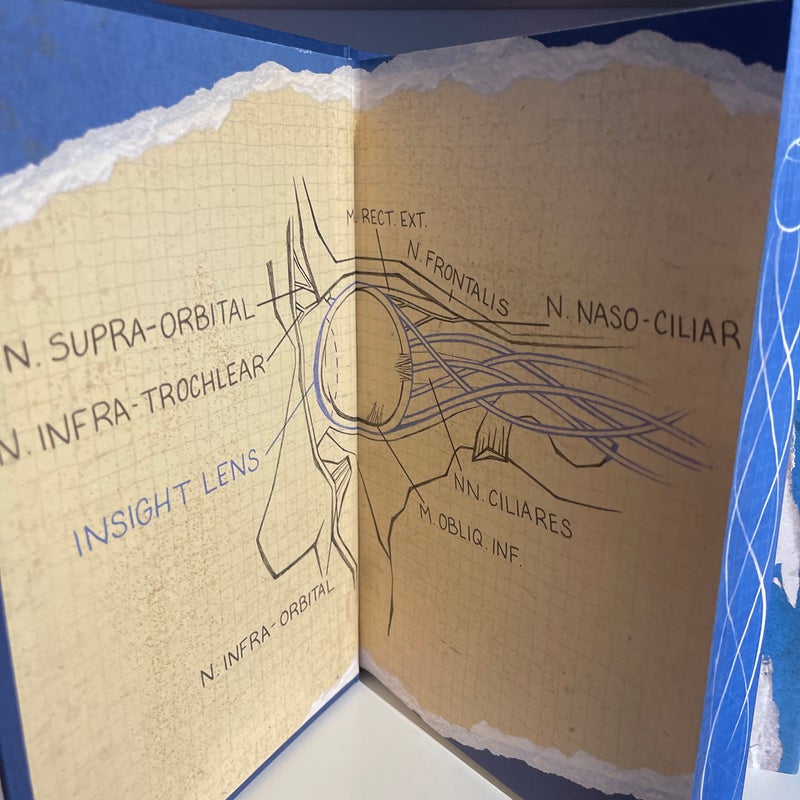 M. RECT. EXT.
N. FRONTALIS
N. NASO-CILIAR
N. SUPRA-ORBITAL
N. INFRA-TROCHLEAR
INSIGHT LENS
NN. CILIARES
M. OBLIQ. INF.
N. INFRA-ORBITAL